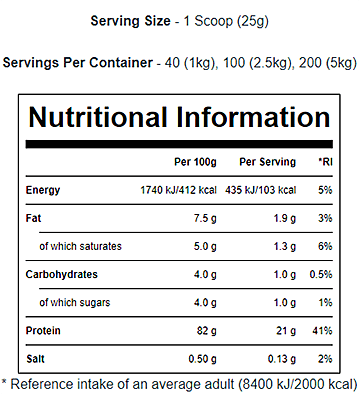 Serving Size - 1 Scoop (25g)
Servings Per Container - 40 (1kg), 100 (2.5kg), 200 (5kg)
Nutritional Information
Per 100g Per Serving *RI
Energy 1740 kJ/412 kcal 435 kJ/103 kcal 5%
Fat 7.5 g 1.9 g 3%
of which saturates 5.0 g 1.3 g 6%
Carbohydrates 4.0 g 1.0 g 0.5%
of which sugars 4.0 g 1.0 g 1%
Protein 82 g 21 g 41%
Salt 0.50 g 0.13 g 2%
* Reference intake of an average adult (8400 kJ/2000 kcal)